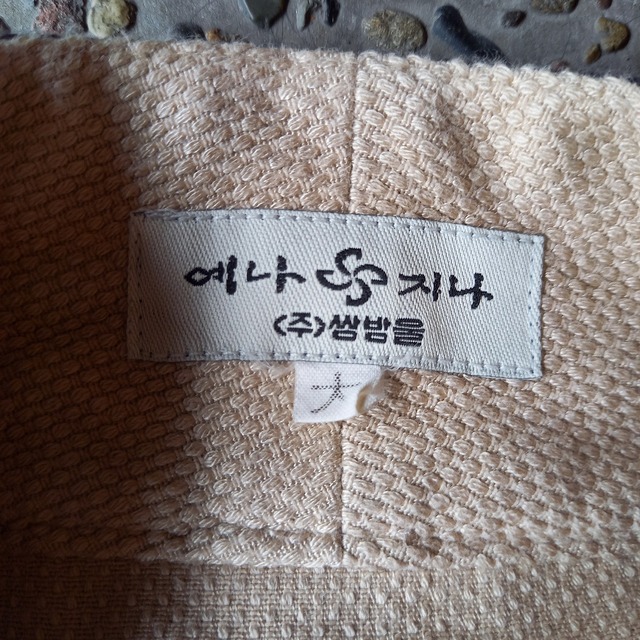 예나 지나
(주)쌈밥을
大